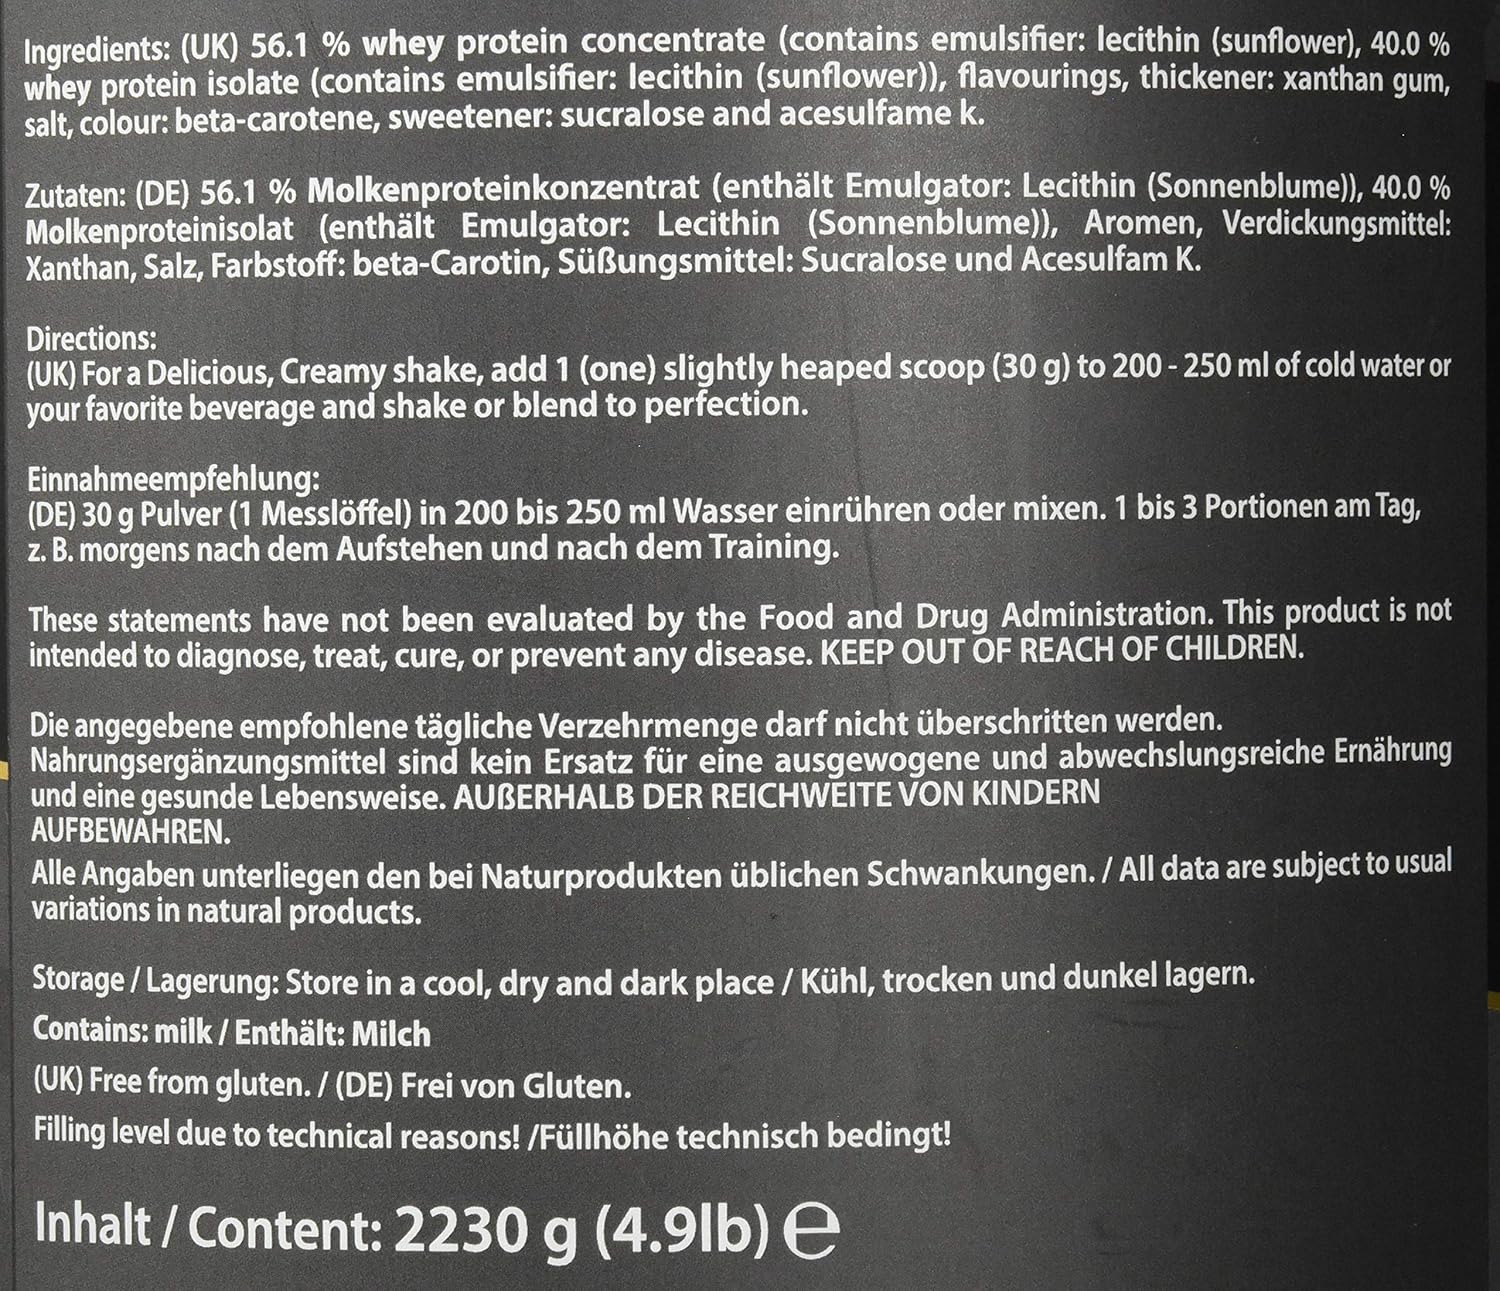 Ingredients: (UK) 56.1 % whey protein concentrate (contains emulsifier: lecithin (sunflower), 40.0 %
whey protein isolate (contains emulsifier: lecithin (sunflower)), flavourings, thickener: xanthan gum,
salt, colour: beta-carotene, sweetener: sucralose and acesulfame k.
Zutaten: (DE) 56.1 % Molkenproteinkonzentrat (enthält Emulgator: Lecithin (Sonnenblume)), 40.0 %
Molkenproteinisolat (enthält Emulgator: Lecithin (Sonnenblume)), Aromen, Verdickungsmittel:
Xanthan, Salz, Farbstoff: beta-Carotin, Süßungsmittel: Sucralose und Acesulfam K.
Directions:
(UK) For a Delicious, Creamy shake, add 1 (one) slightly heaped scoop (30 g) to 200 - 250 ml of cold water or
your favorite beverage and shake or blend to perfection.
Einnahmeempfehlung:
(DE) 30 g Pulver (1 Messlöffel) in 200 bis 250 ml Wasser einrühren oder mixen. 1 bis 3 Portionen am Tag,
z. B. morgens nach dem Aufstehen und nach dem Training.
These statements have not been evaluated by the Food and Drug Administration. This product is not
intended to diagnose, treat, cure, or prevent any disease. KEEP OUT OF REACH OF CHILDREN.
Die angegebene empfohlene tägliche Verzehrmenge darf nicht überschritten werden.
Nahrungsergänzungsmittel sind kein Ersatz für eine ausgewogene und abwechslungsreiche Ernährung
und eine gesunde Lebensweise. AUßERHALB DER REICHWEITE VON KINDERN
AUFBEWAHREN.
Alle Angaben unterliegen den bei Naturprodukten üblichen Schwankungen. / All data are subject to usual
variations in natural products.
Storage / Lagerung: Store in a cool, dry and dark place / Kühl, trocken und dunkel lagern.
Contains: milk / Enthält: Milch
(UK) Free from gluten. / (DE) Frei von Gluten.
Filling level due to technical reasons! /Füllhöhe technisch bedingt!
Inhalt / Content: 2230 g (4.9lb) ℮